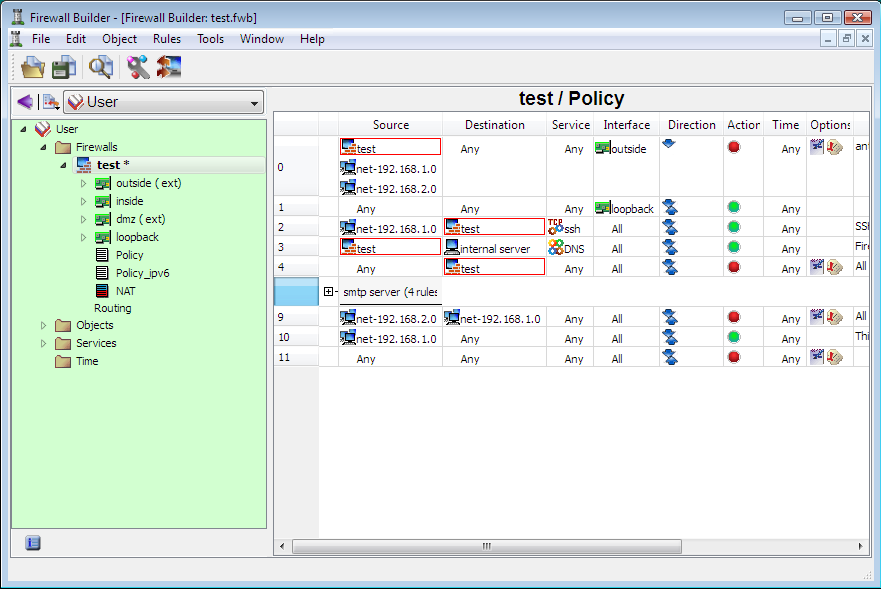 Firewall Builder - [Firewall Builder: test.fwb]
File Edit Object Rules Tools Window Help
User
test / Policy
Source Destination Service Interface Direction Action Time Options
User
Firewalls
test *
outside ( ext)
inside
dmz ( ext)
loopback
Policy
Policy_ipv6
NAT
Routing
Objects
Services
Time
0 test Any Any outside Any ant
net-192.168.1.0
net-192.168.2.0
1 Any Any Any loopback Any
2 net-192.168.1.0 test TCP ssh All Any SSH
3 test internal server DNS All Any Fire
4 Any test Any All Any All
smtp server (4 rules
9 net-192.168.2.0 net-192.168.1.0 Any All Any All
10 net-192.168.1.0 Any Any All Any Thi
11 Any Any Any All Any